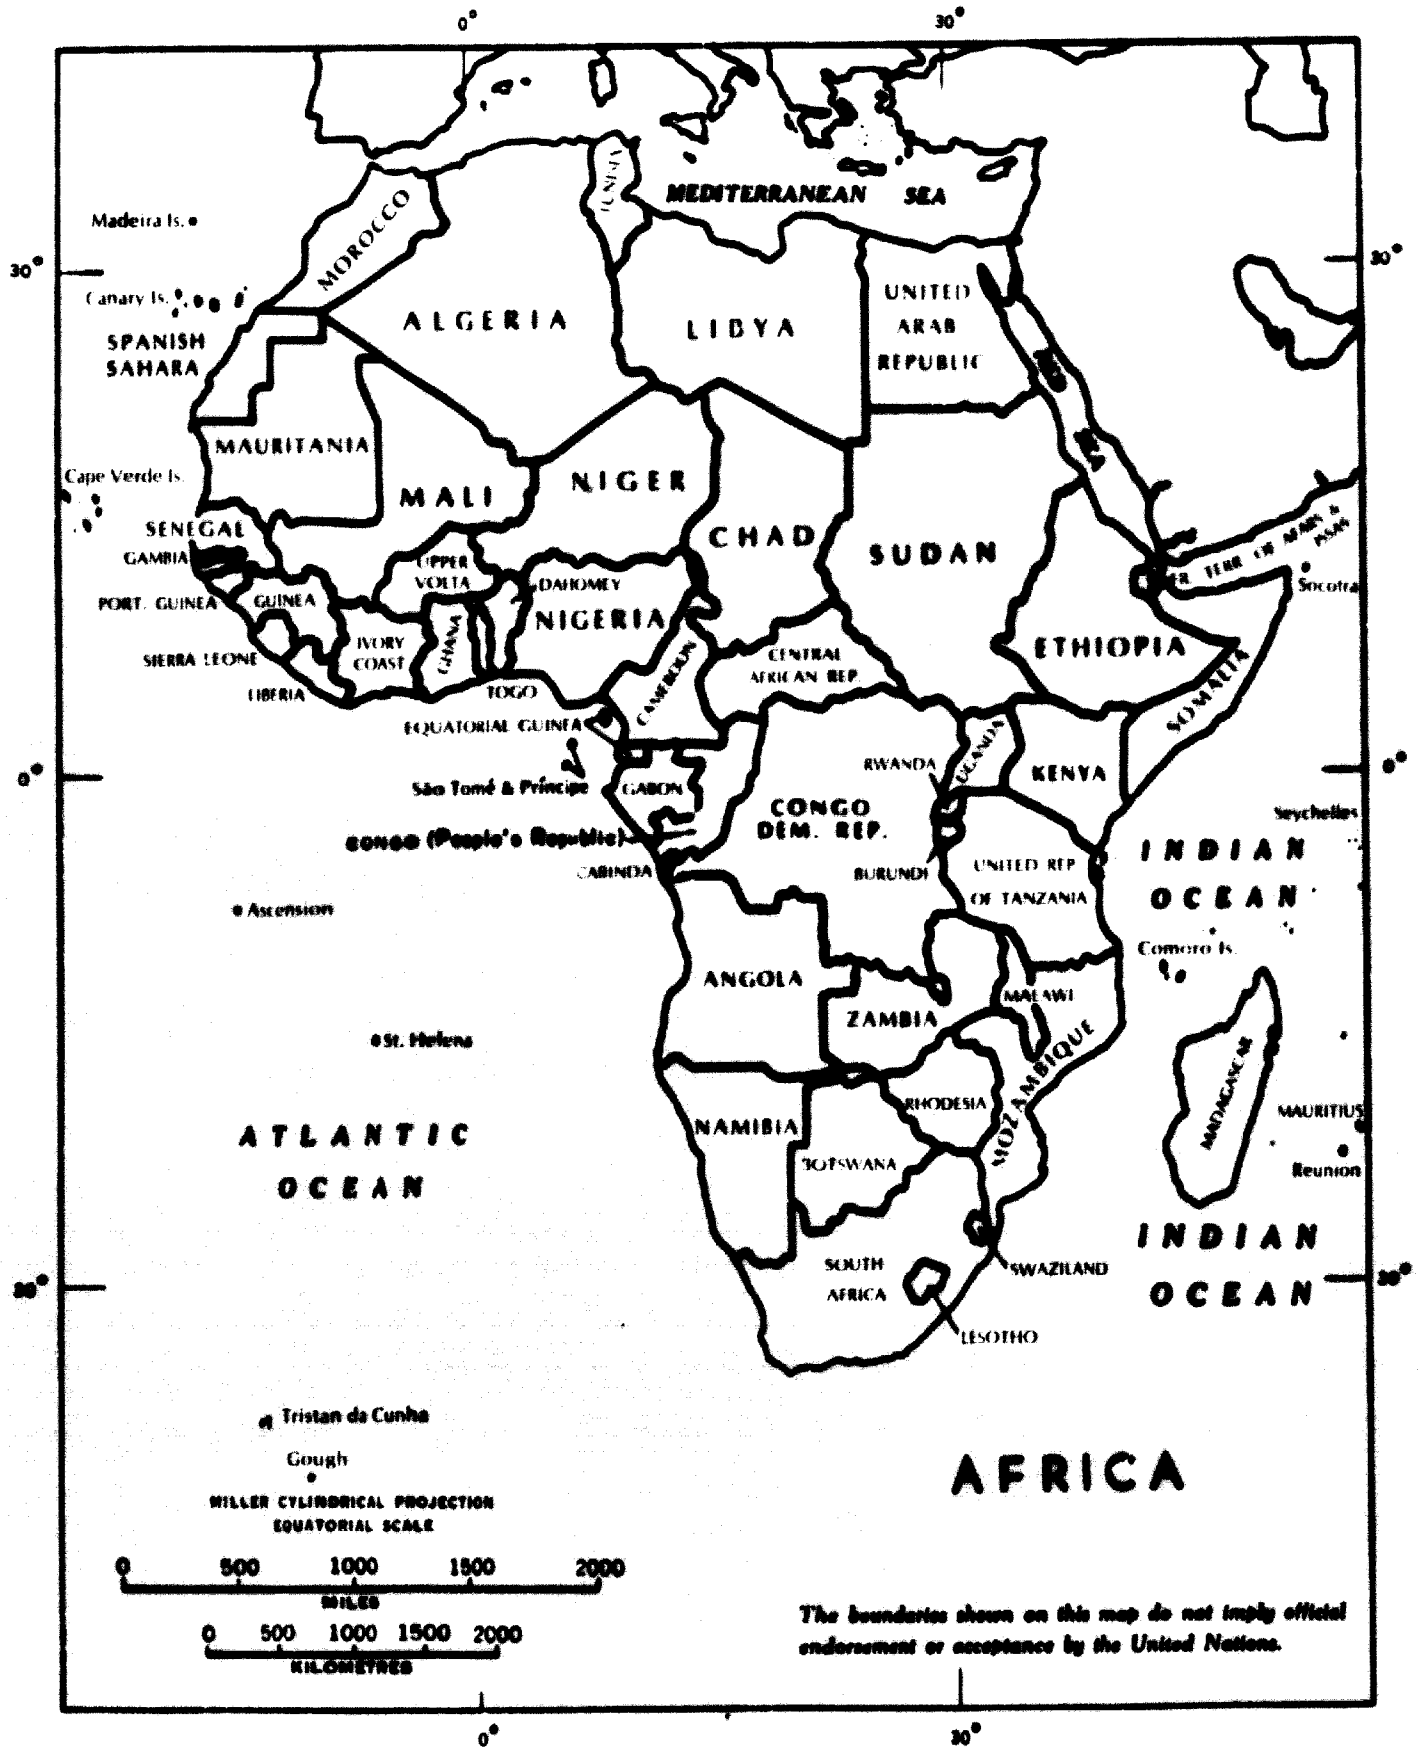 0° 30°
TUNISIA
MEDITERRANEAN SEA
Madeira Is.
MOROCCO
30° 30°
Canary Is.
UNITED
ARAB
REPUBLIC
ALGERIA
LIBYA
SPANISH
SAHARA
RED
SEA
MAURITANIA
Cape Verde Is.
MALI
NIGER
CHAD
SUDAN
SENEGAL
GAMBIA
UPPER
VOLTA
FR. TERR. OF AFARS &
ISSAS
Socotra
DAHOMEY
PORT. GUINEA
GUINEA
NIGERIA
IVORY
COAST
GHANA
ETHIOPIA
SIERRA LEONE
CENTRAL
AFRICAN REP.
LIBERIA
TOGO
CAMEROON
SOMALIA
EQUATORIAL GUINEA
UGANDA
RWANDA
KENYA
0° 0°
São Tomé & Príncipe
GABON
CONGO
DEM. REP.
Seychelles
CONGO (People's Republic)
INDIAN
OCEAN
CABINDA
BURUNDI
UNITED REP
OF TANZANIA
Ascension
Comoro Is.
ANGOLA
MALAWI
ZAMBIA
St. Helena
MOZAMBIQUE
MADAGASCAR
RHODESIA
MAURITIUS
ATLANTIC
OCEAN
NAMIBIA
BOTSWANA
Reunion
INDIAN
OCEAN
SOUTH
AFRICA
SWAZILAND
30° 30°
LESOTHO
Tristan da Cunha
Gough
AFRICA
MILLER CYLINDRICAL PROJECTION
EQUATORIAL SCALE
0 500 1000 1500 2000
MILES
0 500 1000 1500 2000
KILOMETRES
The boundaries shown on this map do not imply official
endorsement or acceptance by the United Nations.
0° 30°